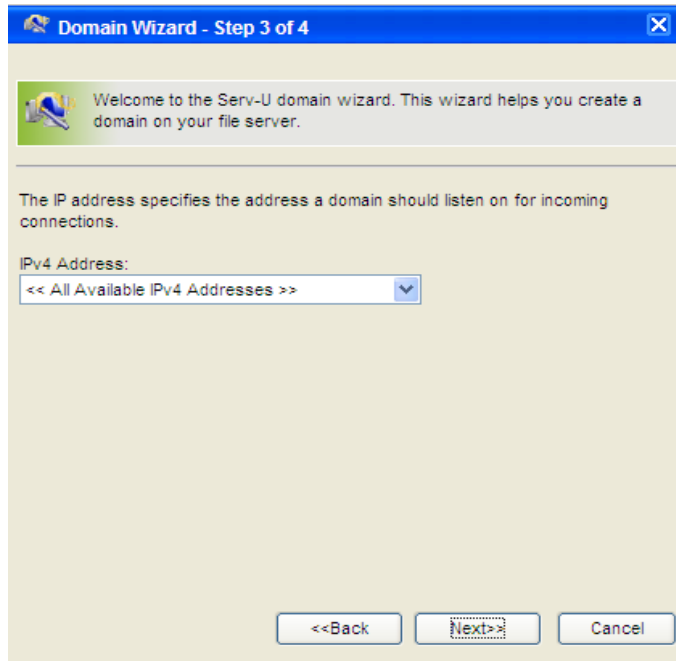 Domain Wizard - Step 3 of 4
Welcome to the Serv-U domain wizard. This wizard helps you create a
domain on your file server.
The IP address specifies the address a domain should listen on for incoming
connections.
IPv4 Address:
<< All Available IPv4 Addresses >>
<<Back Next>> Cancel